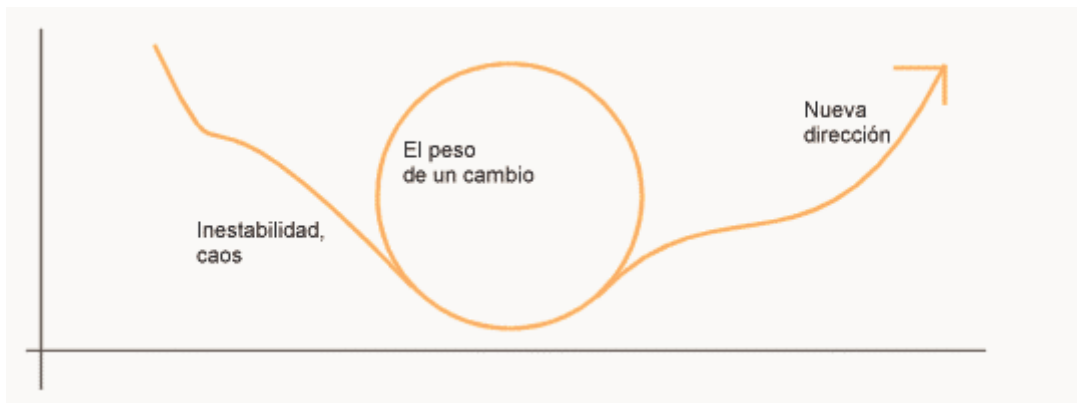 Inestabilidad,
caos
El peso
de un cambio
Nueva
dirección